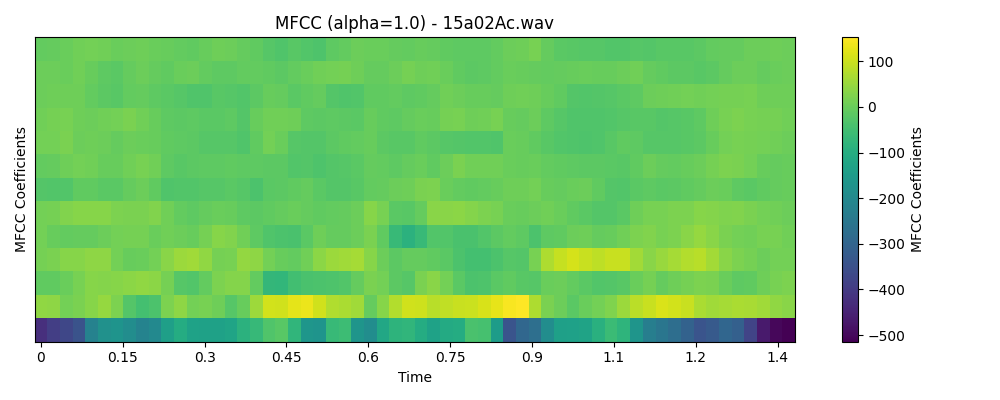 MFCC (alpha=1.0) - 15a02Ac.wav
MFCC Coefficients
0 0.15 0.3 0.45 0.6 0.75 0.9 1.1 1.2 1.4
Time
100
0
−100
−200
−300
−400
−500
MFCC Coefficients